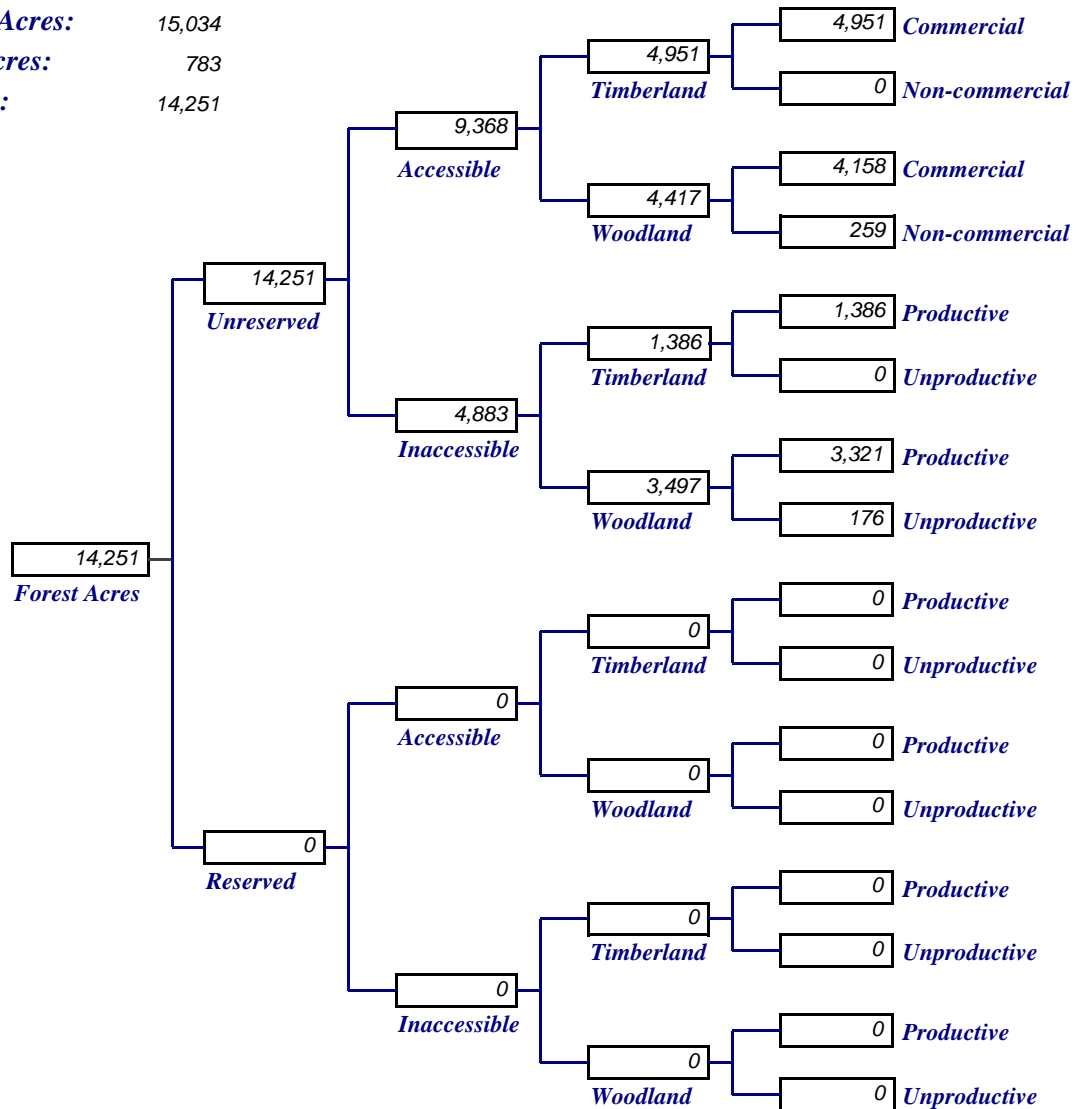 Acres: 15,034
cres: 783
: 14,251
4,951 Commercial
4,951
Timberland
0 Non-commercial
9,368
Accessible
4,158 Commercial
4,417
Woodland
259 Non-commercial
14,251
Unreserved
1,386 Productive
1,386
Timberland
0 Unproductive
4,883
Inaccessible
3,321 Productive
3,497
Woodland
176 Unproductive
14,251
Forest Acres
0 Productive
0
Timberland
0 Unproductive
0
Accessible
0 Productive
0
Woodland
0 Unproductive
0
Reserved
0 Productive
0
Timberland
0 Unproductive
0
Inaccessible
0 Productive
0
Woodland
0 Unproductive